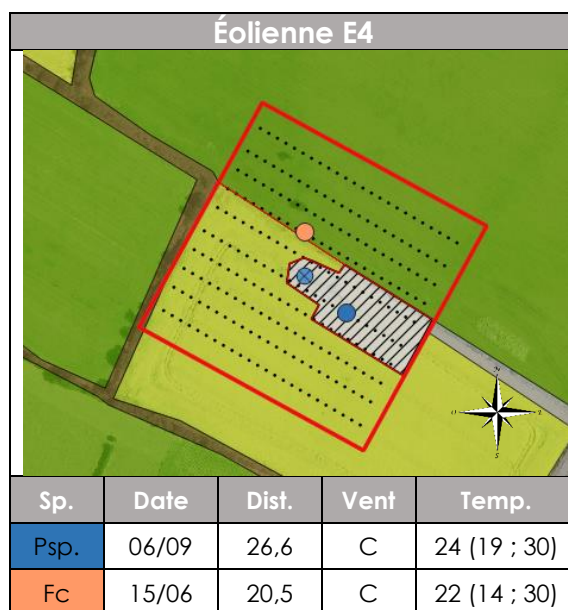 Éolienne E4
Sp. Date Dist. Vent Temp.
Psp. 06/09 26,6 C 24 (19 ; 30)
Fc 15/06 20,5 C 22 (14 ; 30)